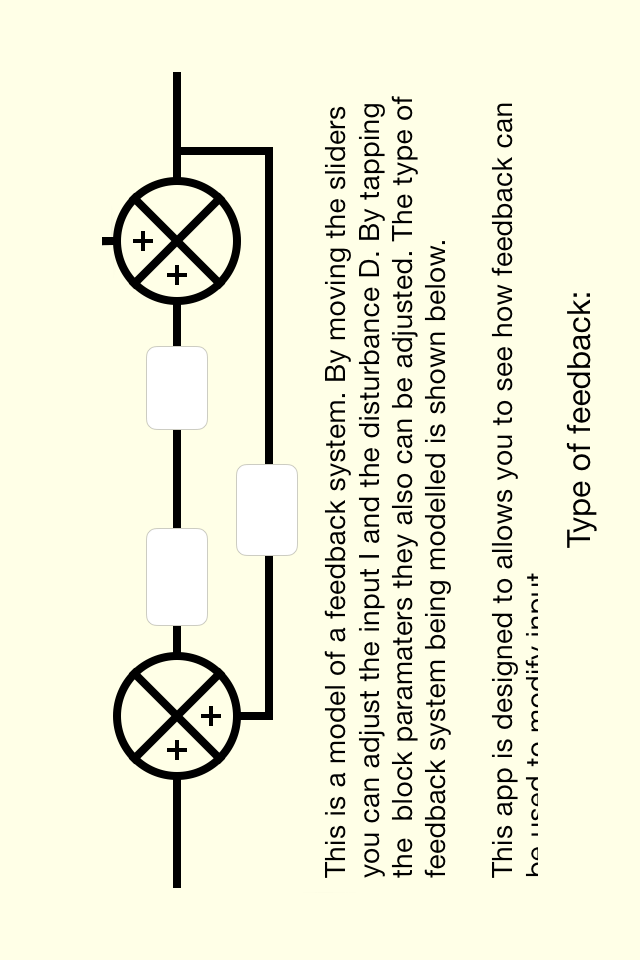 +
+
+
+
This is a model of a feedback system. By moving the sliders
you can adjust the input I and the disturbance D. By tapping
the  block paramaters they also can be adjusted. The type of
feedback system being modelled is shown below.
This app is designed to allows you to see how feedback can
be used to modify input
Type of feedback: